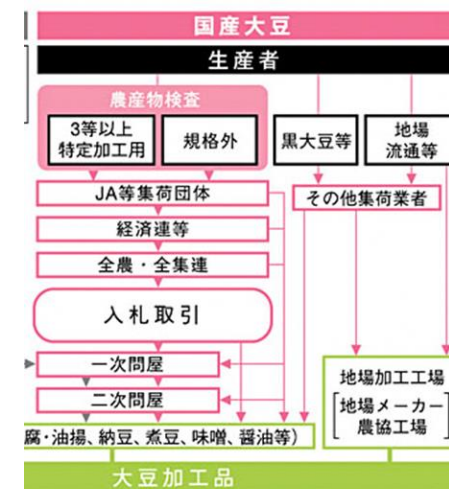 国産大豆
生産者
農産物検査
3等以上
特定加工用
規格外
黒大豆等
地場
流通等
JA等集荷団体
その他集荷業者
経済連等
全農・全集連
入札取引
一次問屋
二次問屋
地場加工工場
地場メーカー
農協工場
腐・油揚、納豆、煮豆、味噌、醤油等)
大豆加工品